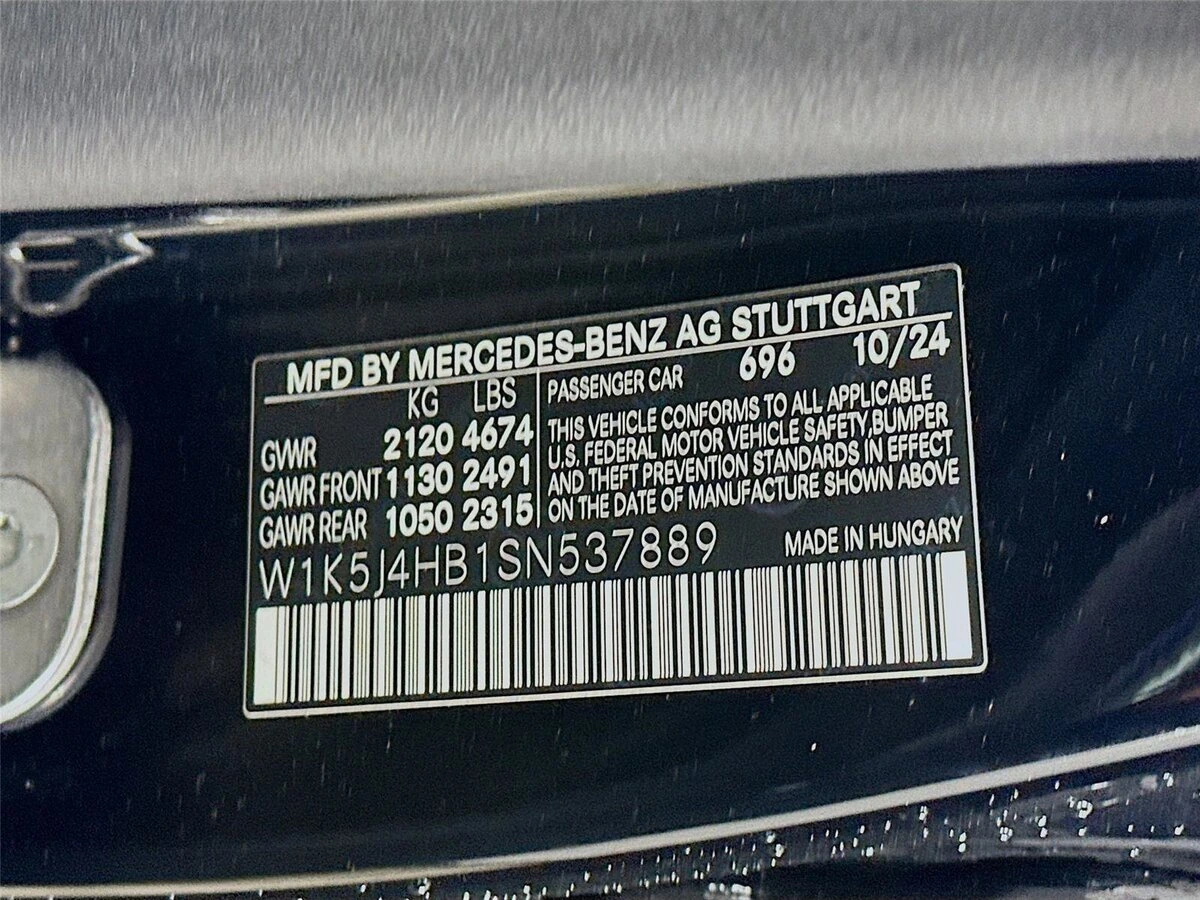 MFD BY MERCEDES-BENZ AG STUTTGART
KG LBS
GVWR 2120 4674
GAWR FRONT 1130 2491
GAWR REAR 1050 2315
PASSENGER CAR 696 10/24
THIS VEHICLE CONFORMS TO ALL APPLICABLE
U.S. FEDERAL MOTOR VEHICLE SAFETY,BUMPER
AND THEFT PREVENTION STANDARDS IN EFFECT
ON THE DATE OF MANUFACTURE SHOWN ABOVE
W1K5J4HB1SN537889
MADE IN HUNGARY